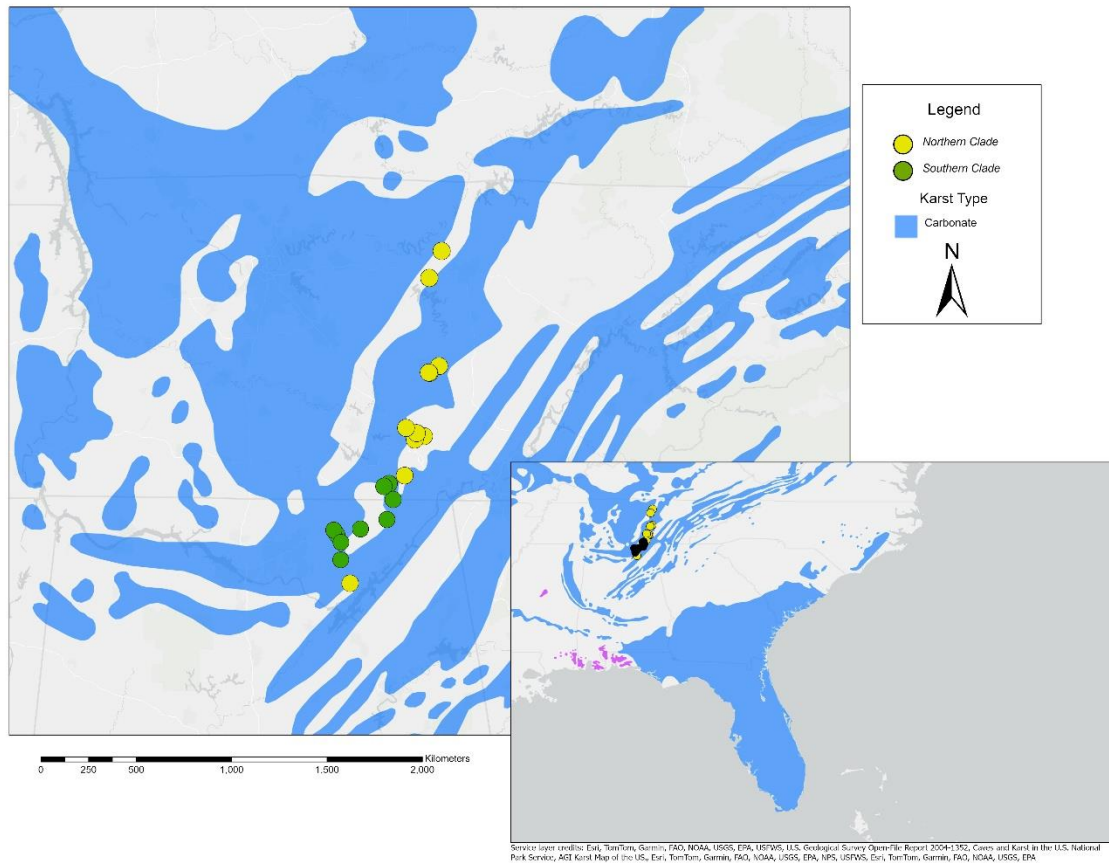 Legend
Northern Clade
Southern Clade
Karst Type
Carbonate
N
Kilometers
0 250 500 1,000 1,500 2,000
Service layer credits: Esri, TomTom, Garmin, FAO, NOAA, USGS, EPA, USFWS, U.S. Geological Survey Open-File Report 2004-1352, Caves and Karst in the U.S. National
Park Service, AGI Karst Map of the US., Esri, TomTom, Garmin, FAO, NOAA, USGS, EPA, NPS, USFWS, Esri, TomTom, Garmin, FAO, NOAA, USGS, EPA